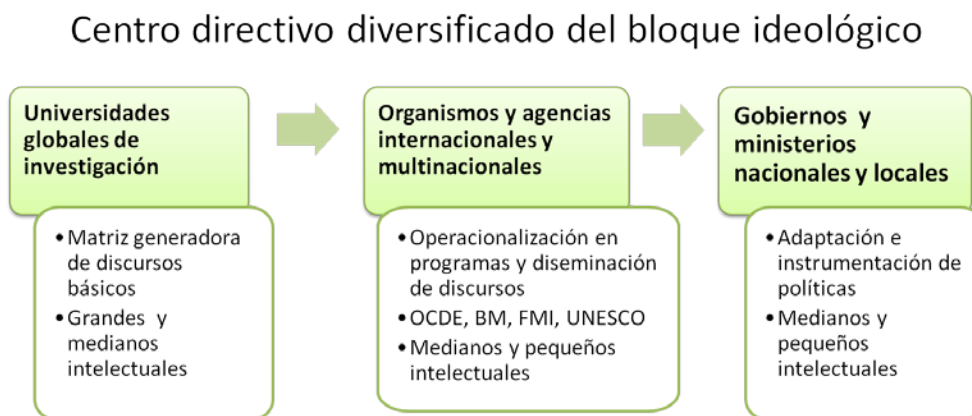 Centro directivo diversificado del bloque ideológico
Universidades
globales de
investigación
• Matriz generadora
de discursos
básicos
• Grandes y
medianos
intelectuales
Organismos y agencias
internacionales y
multinacionales
• Operacionalización en
programas y diseminación
de discursos
• OCDE, BM, FMI, UNESCO
• Medianos y pequeños
intelectuales
Gobiernos y
ministerios
nacionales y locales
• Adaptación e
instrumentación de
políticas
• Medianos y
pequeños
intelectuales